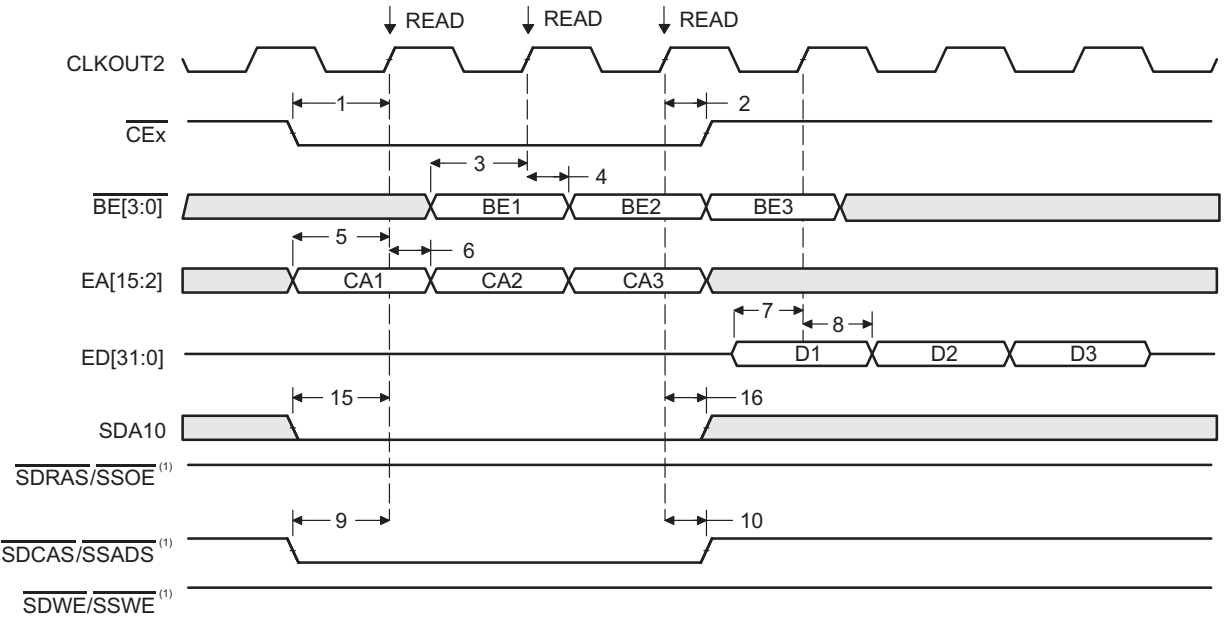 READ READ READ
CLKOUT2
1 2
CEx
3 4
BE[3:0] BE1 BE2 BE3
5 6
EA[15:2] CA1 CA2 CA3
7 8
ED[31:0] D1 D2 D3
15 16
SDA10
SDRAS/SSOE (1)
9 10
SDCAS/SSADS (1)
SDWE/SSWE (1)